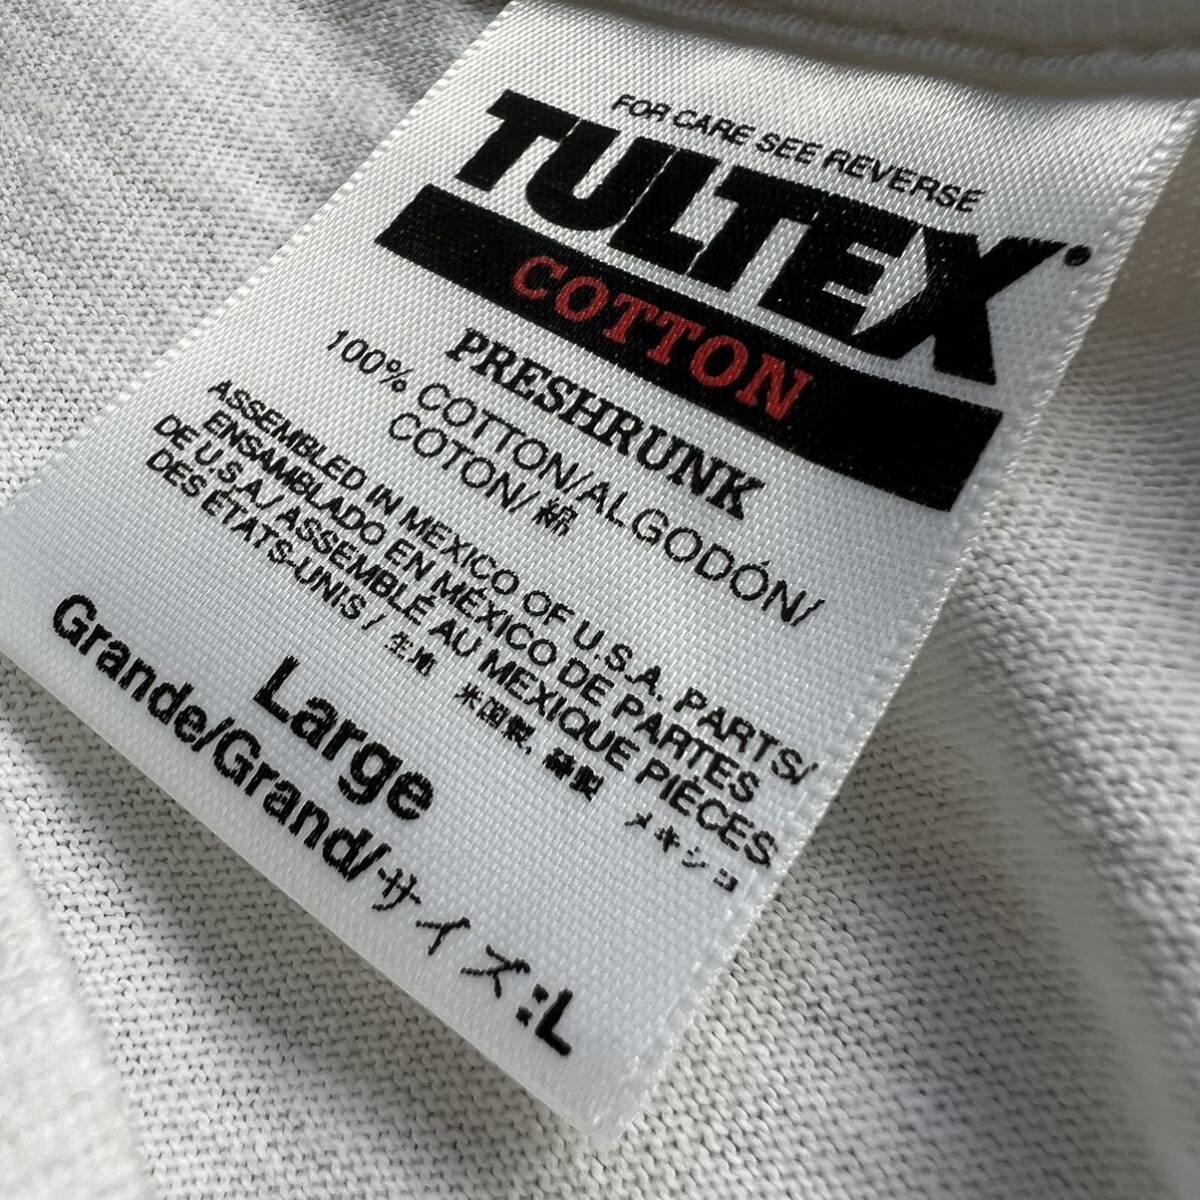 FOR CARE SEE REVERSE
TULTEX®
COTTON
PRESHRUNK
100% COTTON/ALGODÓN/
COTON/綿
ASSEMBLED IN MEXICO OF U.S.A. PARTS/
ENSAMBLADO EN MÉXICO DE PARTES
DE U.S.A./ASSEMBLÉ AU MEXIQUE PIÈCES
DES ÉTATS-UNIS/生地 米国製, 縫製 メキシコ
Large
Grande/Grand/サイズ:L